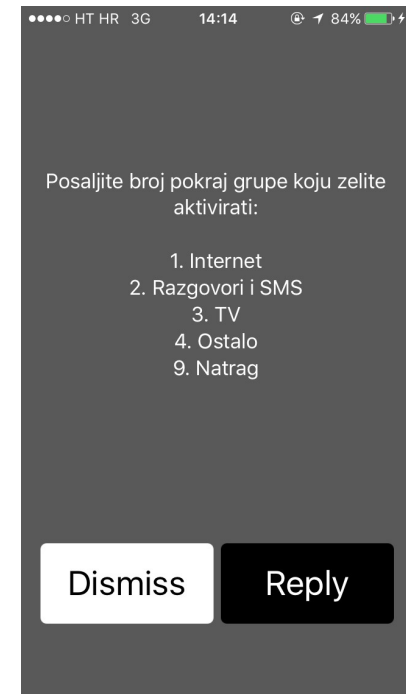 HT HR 3G 14:14 84%
Posaljite broj pokraj grupe koju zelite
aktivirati:
1. Internet
2. Razgovori i SMS
3. TV
4. Ostalo
9. Natrag
Dismiss Reply